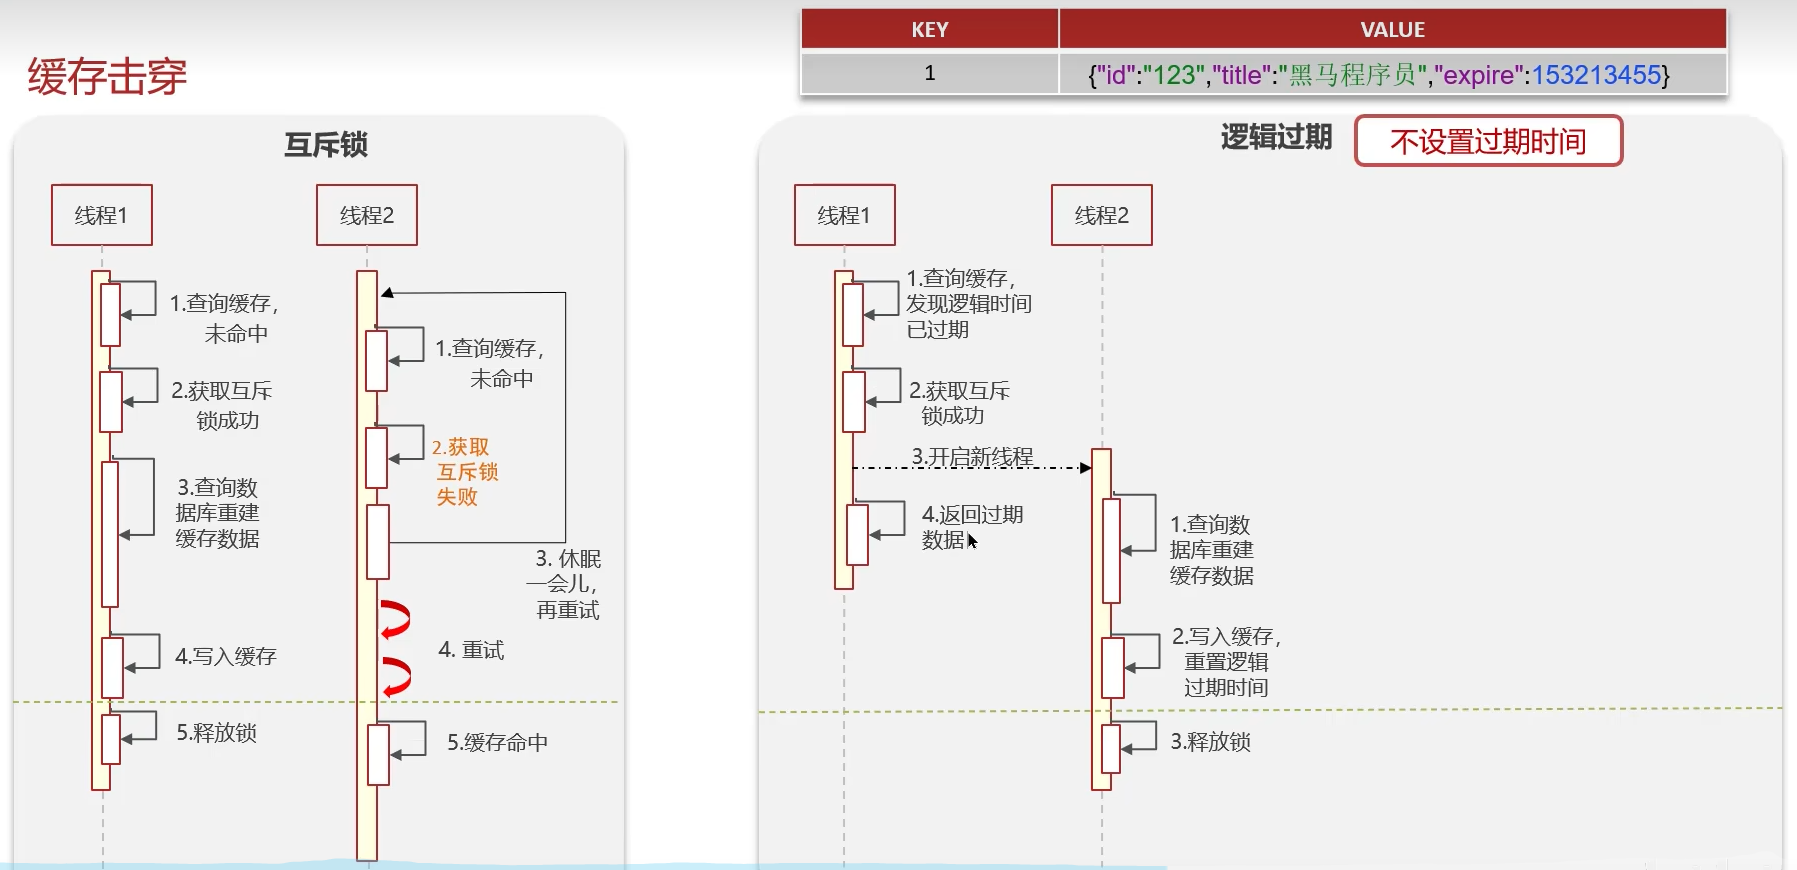 缓存击穿
KEY
VALUE
1
{"id":"123","title":"黑马程序员","expire":153213455}
互斥锁
线程1
线程2
1.查询缓存，
未命中
2.获取互斥
锁成功
3.查询数
据库重建
缓存数据
4.写入缓存
5.释放锁
1.查询缓存，
未命中
2.获取
互斥锁
失败
3. 休眠
一会儿，
再重试
4. 重试
5.缓存命中
逻辑过期
不设置过期时间
线程1
线程2
1.查询缓存，
发现逻辑时间
已过期
2.获取互斥
锁成功
3.开启新线程
4.返回过期
数据
1.查询数
据库重建
缓存数据
2.写入缓存，
重置逻辑
过期时间
3.释放锁